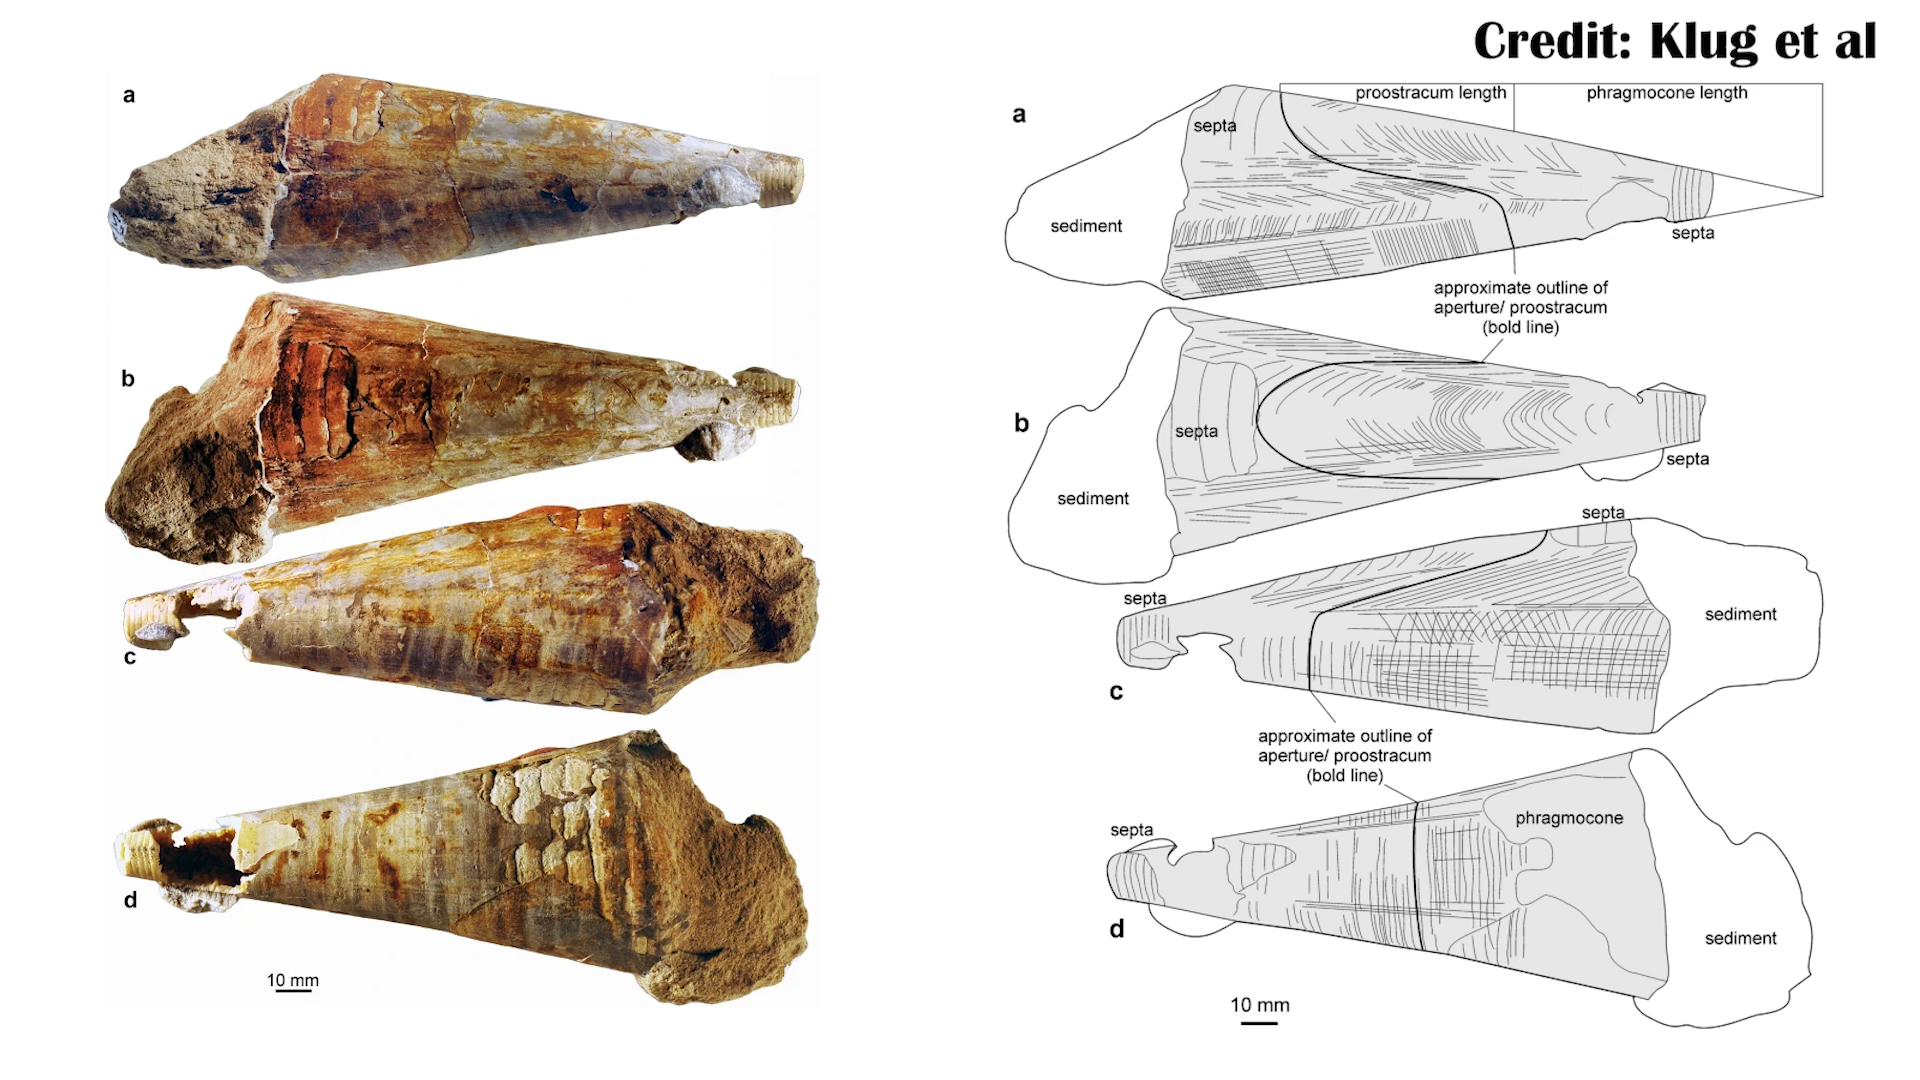 Credit: Klug et al
a
b
c
d
10 mm
proostracum length
phragmocone length
a
septa
sediment
septa
approximate outline of
aperture/ proostracum
(bold line)
b
septa
sediment
septa
septa
septa
sediment
c
approximate outline of
aperture/ proostracum
(bold line)
septa
phragmocone
d
sediment
10 mm